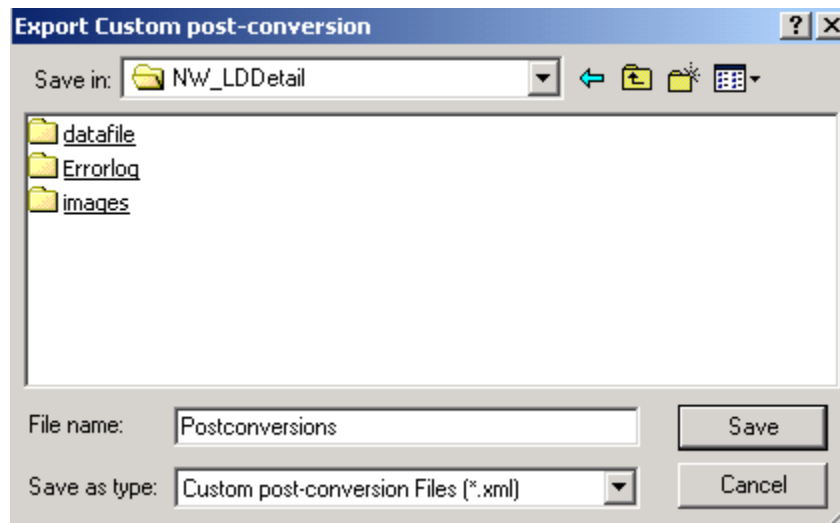 Export Custom post-conversion
Save in: NW_LDDetail
datafile
Errorlog
images
File name: Postconversions Save
Save as type: Custom post-conversion Files (*.xml) Cancel